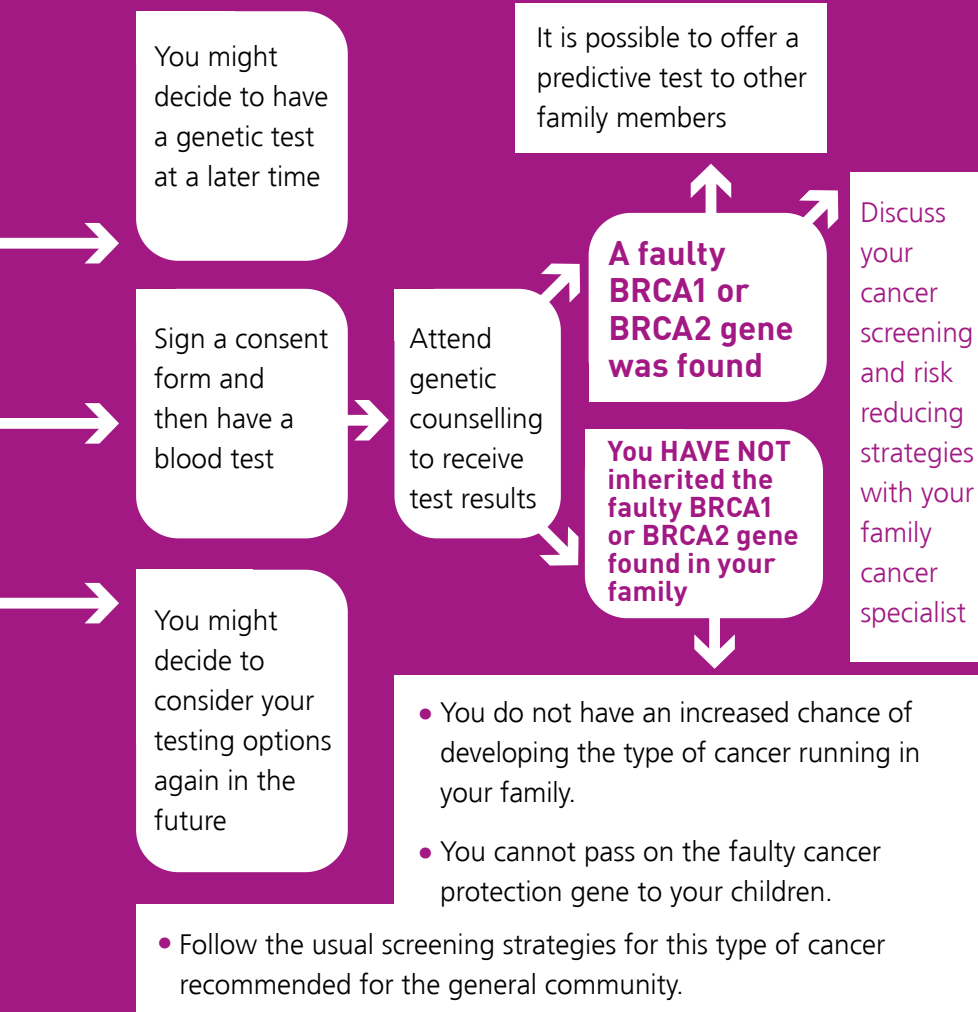 You might
decide to have
a genetic test
at a later time
It is possible to offer a
predictive test to other
family members
Sign a consent
form and
then have a
blood test
Attend
genetic
counselling
to receive
test results
A faulty
BRCA1 or
BRCA2 gene
was found
Discuss
your
cancer
screening
and risk
reducing
strategies
with your
family
cancer
specialist
You HAVE NOT
inherited the
faulty BRCA1
or BRCA2 gene
found in your
family
You might
decide to
consider your
testing options
again in the
future
• You do not have an increased chance of
developing the type of cancer running in
your family.
• You cannot pass on the faulty cancer
protection gene to your children.
• Follow the usual screening strategies for this type of cancer
recommended for the general community.